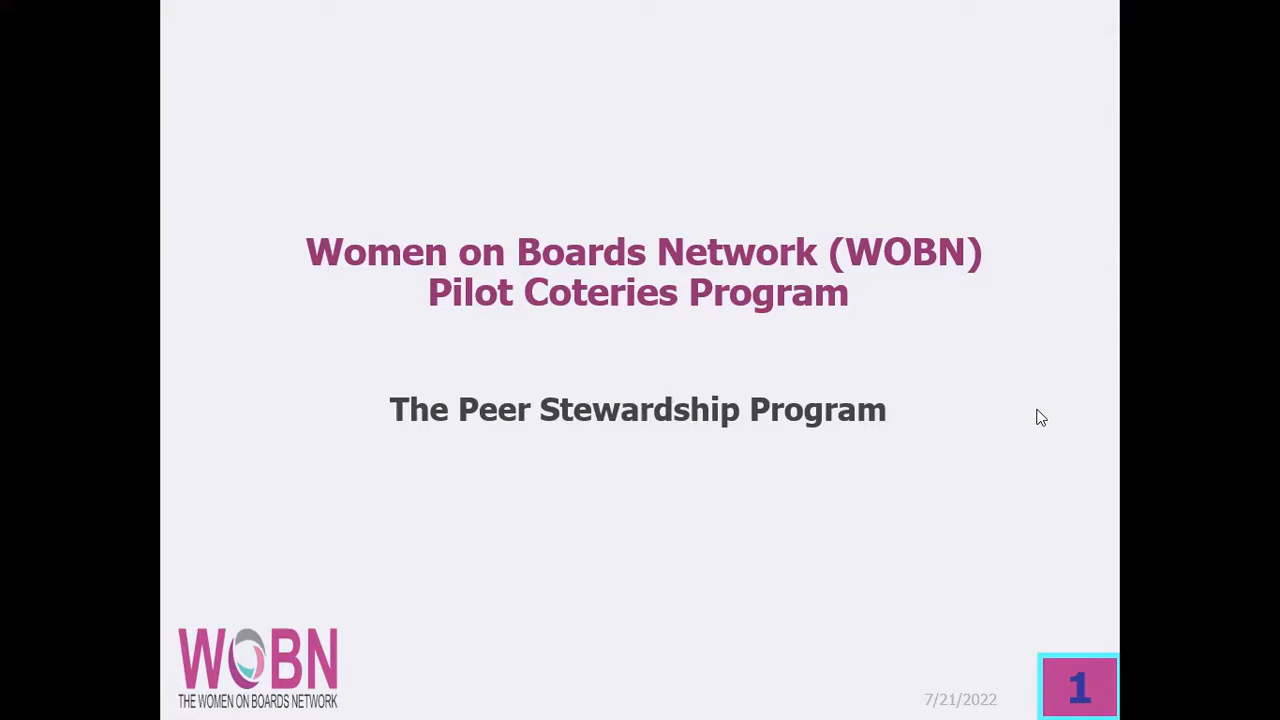 Women on Boards Network (WOBN)
Pilot Coteries Program
The Peer Stewardship Program
WOBN
THE WOMEN ON BOARDS NETWORK
7/21/2022
1